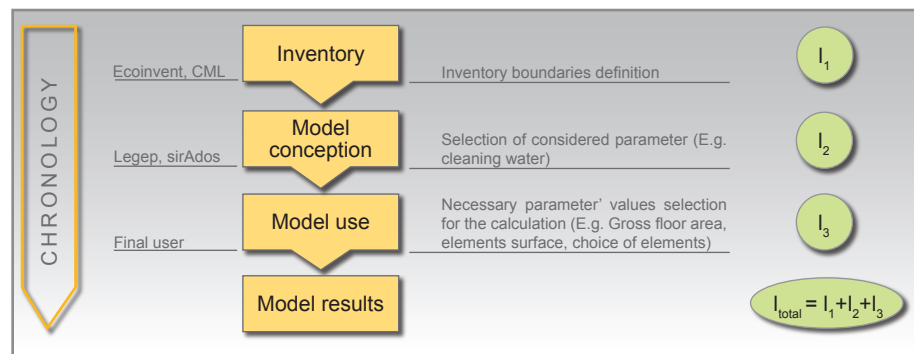 CHRONOLOGY
Inventory
Ecoinvent, CML
Inventory boundaries definition
I1
Model
conception
Legep, sirAdos
Selection of considered parameter (E.g.
cleaning water)
I2
Model use
Final user
Necessary parameter' values selection
for the calculation (E.g. Gross floor area,
elements surface, choice of elements)
I3
Model results
Itotal = I1+I2+I3